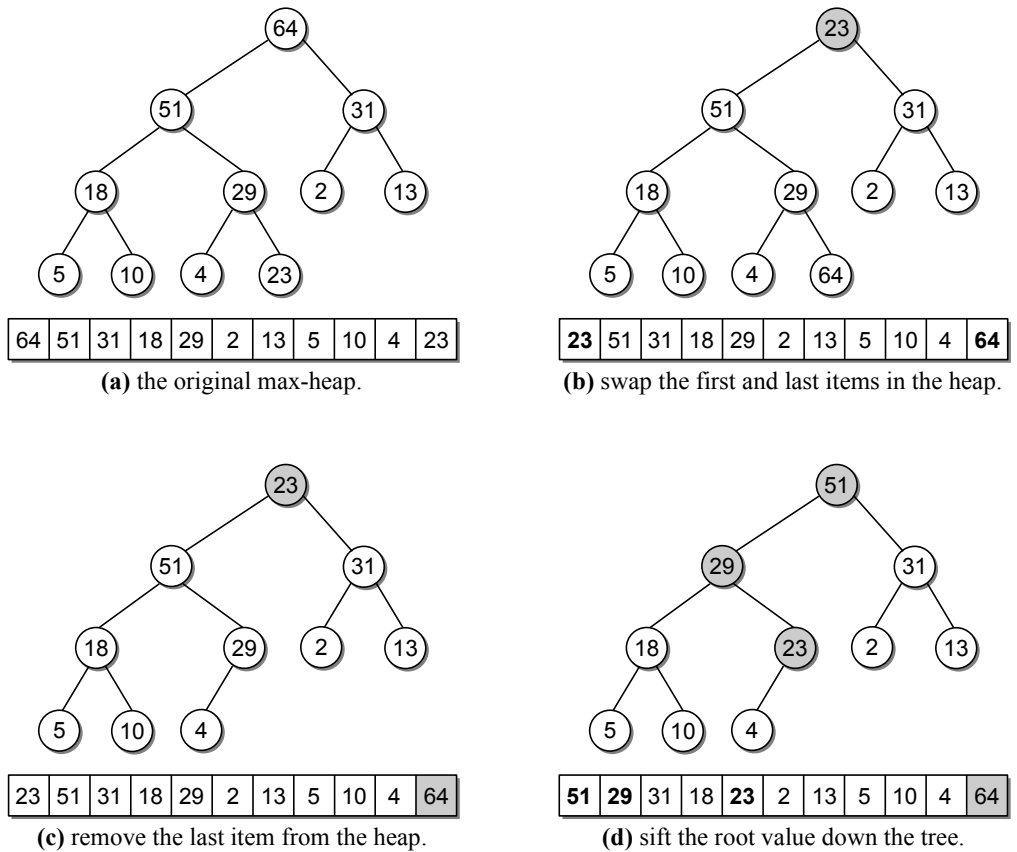 64
51 31
18 29 2 13
5 10 4 23
64 51 31 18 29 2 13 5 10 4 23
(a) the original max-heap.
23
51 31
18 29 2 13
5 10 4 64
23 51 31 18 29 2 13 5 10 4 64
(b) swap the first and last items in the heap.
23
51 31
18 29 2 13
5 10 4
23 51 31 18 29 2 13 5 10 4 64
(c) remove the last item from the heap.
51
29 31
18 23 2 13
5 10 4
51 29 31 18 23 2 13 5 10 4 64
(d) sift the root value down the tree.